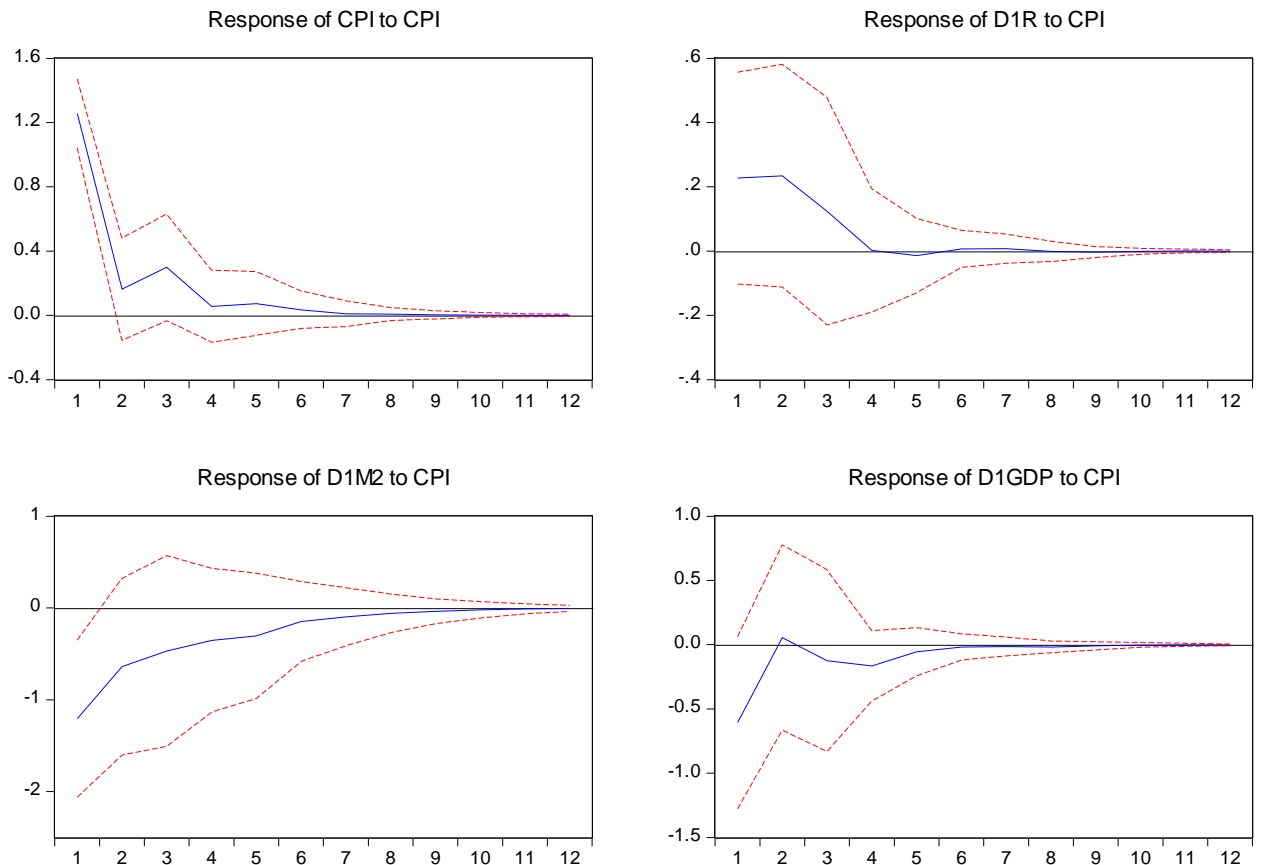 Response of CPI to CPI
1.6
1.2
0.8
0.4
0.0
-0.4
1 2 3 4 5 6 7 8 9 10 11 12
Response of D1R to CPI
.6
.4
.2
.0
-.2
-.4
1 2 3 4 5 6 7 8 9 10 11 12
Response of D1M2 to CPI
1
0
-1
-2
1 2 3 4 5 6 7 8 9 10 11 12
Response of D1GDP to CPI
1.0
0.5
0.0
-0.5
-1.0
-1.5
1 2 3 4 5 6 7 8 9 10 11 12